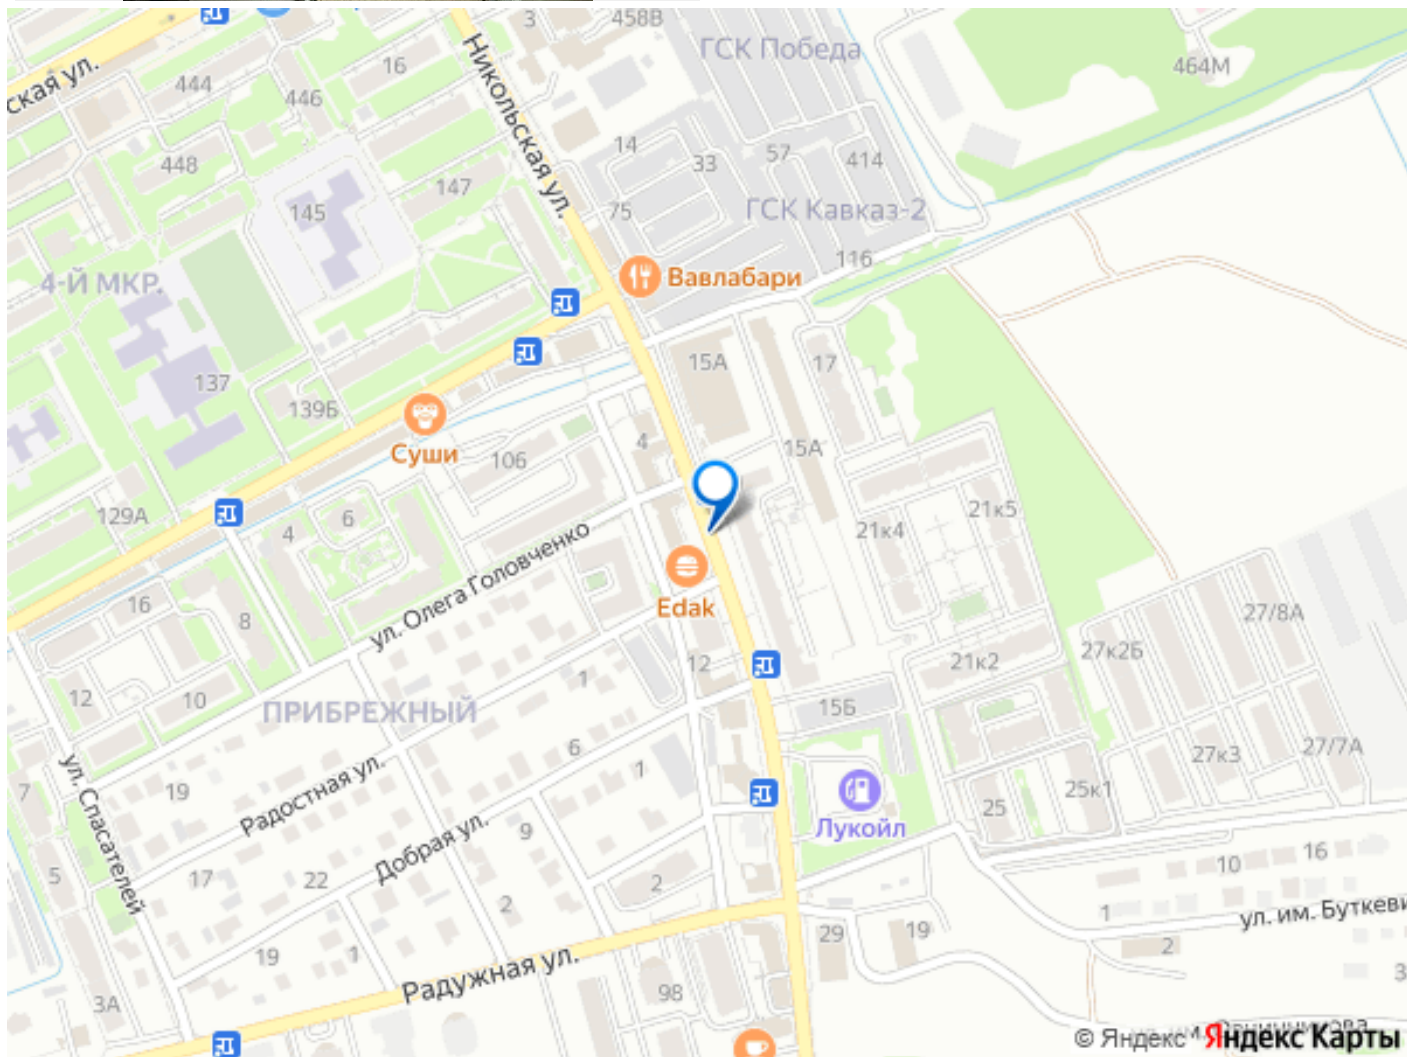 3
458В
ГСК Победа
464М
ская ул.
444
16
446
Никольская ул.
448
147
14
33
57
414
145
75
ГСК Кавказ-2
116
4-Й МКР.
Вавлабари
137
139Б
15А
17
Суши
106
4
15А
129А
4
6
21к4
21к5
ул. Олега Головченко
Edak
16
8
27/8А
12
10
1
12
21к2
27к2Б
ПРИБРЕЖНЫЙ
15Б
6
1
27к3
27/7А
7
ул. Спасателей
19
Радостная ул.
25
25к1
Лукойл
Добрая ул.
9
5
17
22
2
2
10
16
1
ул. им. Буткеви
19
1
29
19
2
3А
Радужная ул.
98
3
© Яндекс
Яндекс Карты